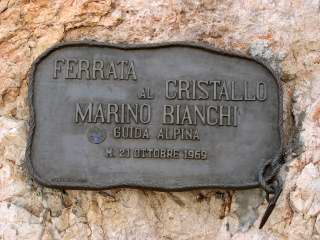 FERRATA
AL CRISTALLO
MARINO BIANCHI
GUIDA ALPINA
M. 21 OTTOBRE 1969